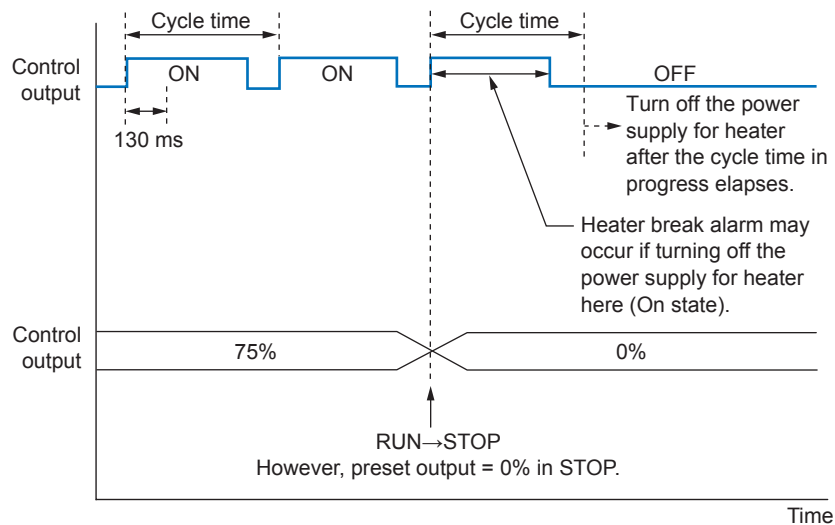 Cycle time
Cycle time
Control
output
ON
ON
OFF
130 ms
Turn off the power
supply for heater
after the cycle time in
progress elapses.
Heater break alarm may
occur if turning off the
power supply for heater
here (On state).
Control
output
75%
0%
RUN→STOP
However, preset output = 0% in STOP.
Time